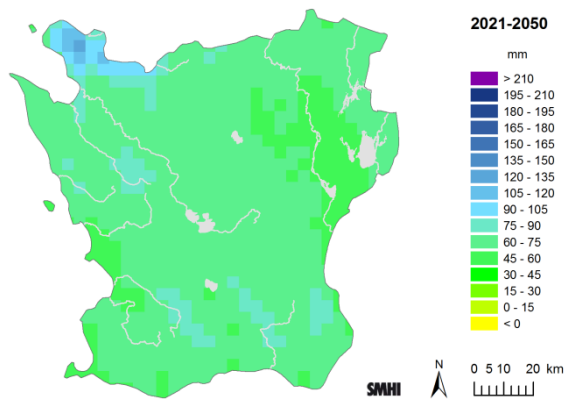 2021-2050
mm
> 210
195 - 210
180 - 195
165 - 180
150 - 165
135 - 150
120 - 135
105 - 120
90 - 105
75 - 90
60 - 75
45 - 60
30 - 45
15 - 30
0 - 15
< 0
SMHI
N
0 5 10 20 km